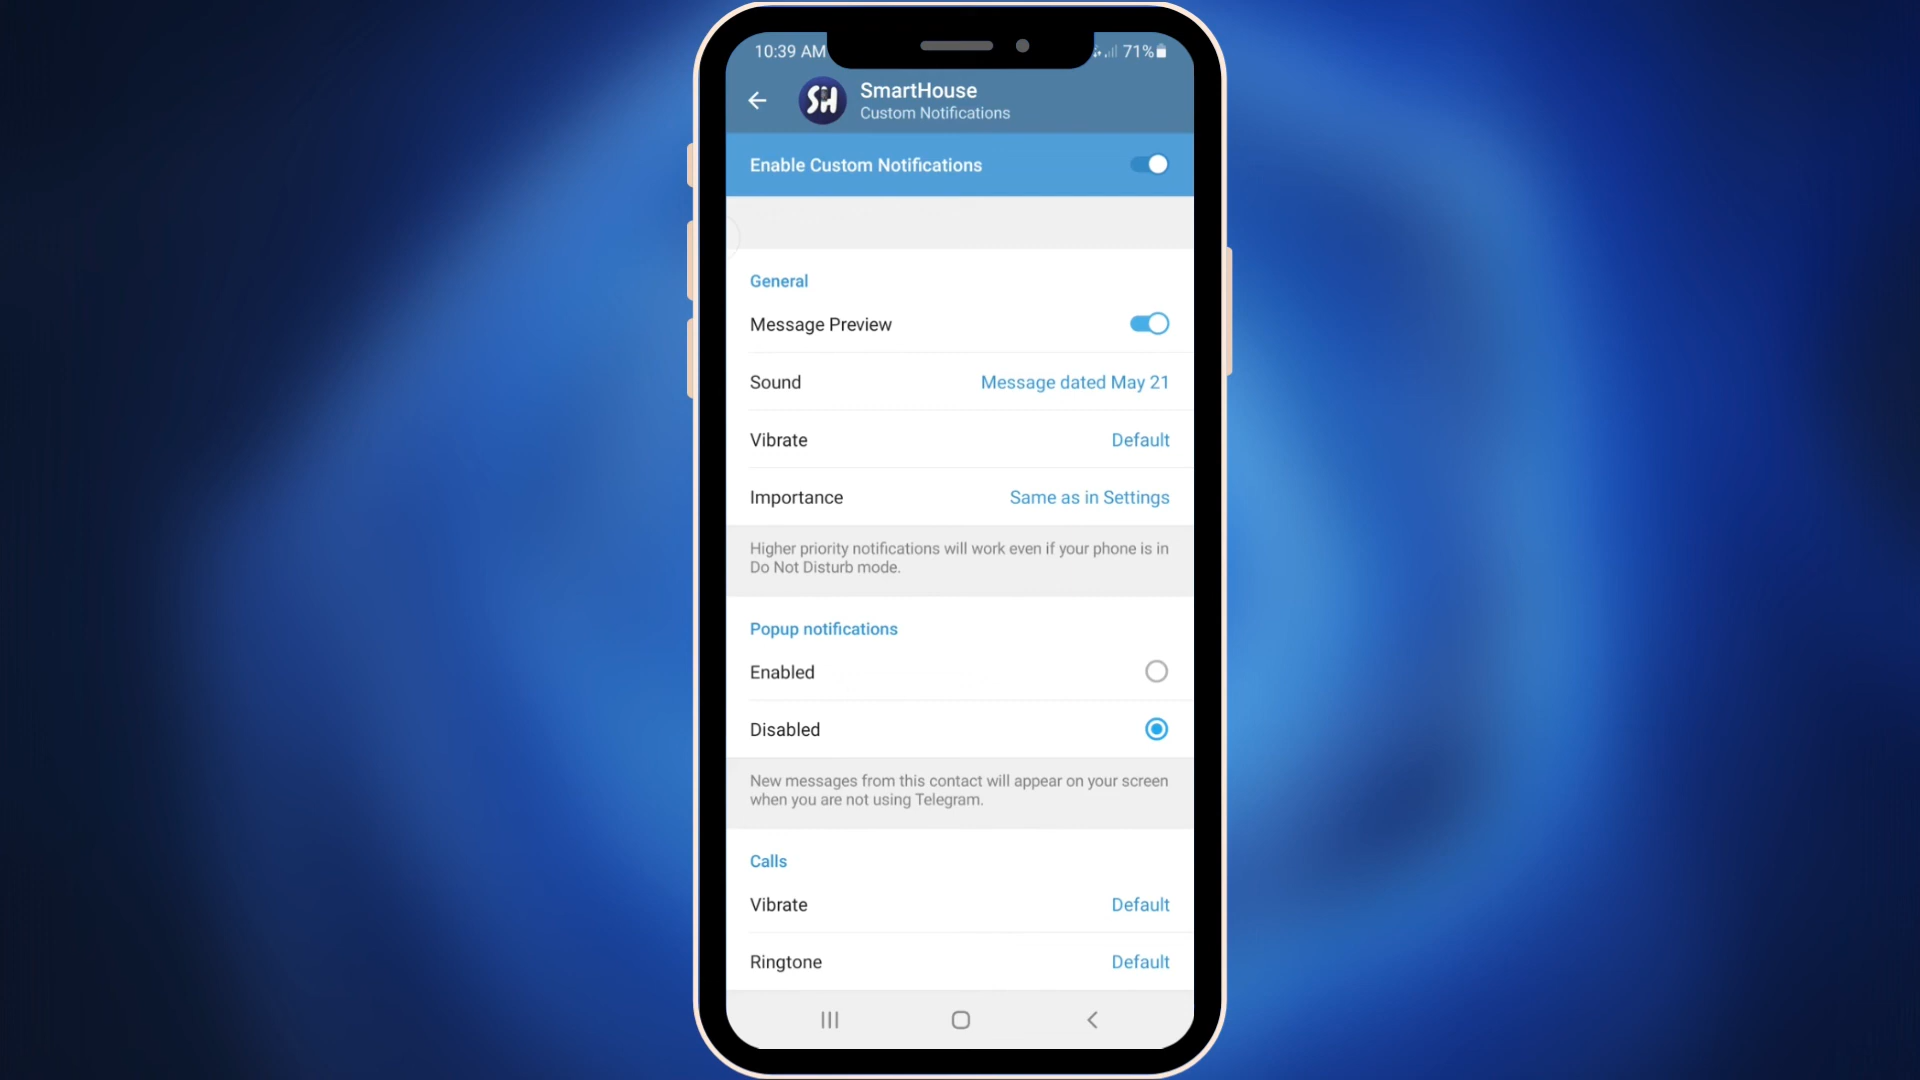 10:39 AM
71%
SH
SmartHouse
Custom Notifications
Enable Custom Notifications
General
Message Preview
Sound Message dated May 21
Vibrate Default
Importance Same as in Settings
Higher priority notifications will work even if your phone is in
Do Not Disturb mode.
Popup notifications
Enabled
Disabled
New messages from this contact will appear on your screen
when you are not using Telegram.
Calls
Vibrate Default
Ringtone Default